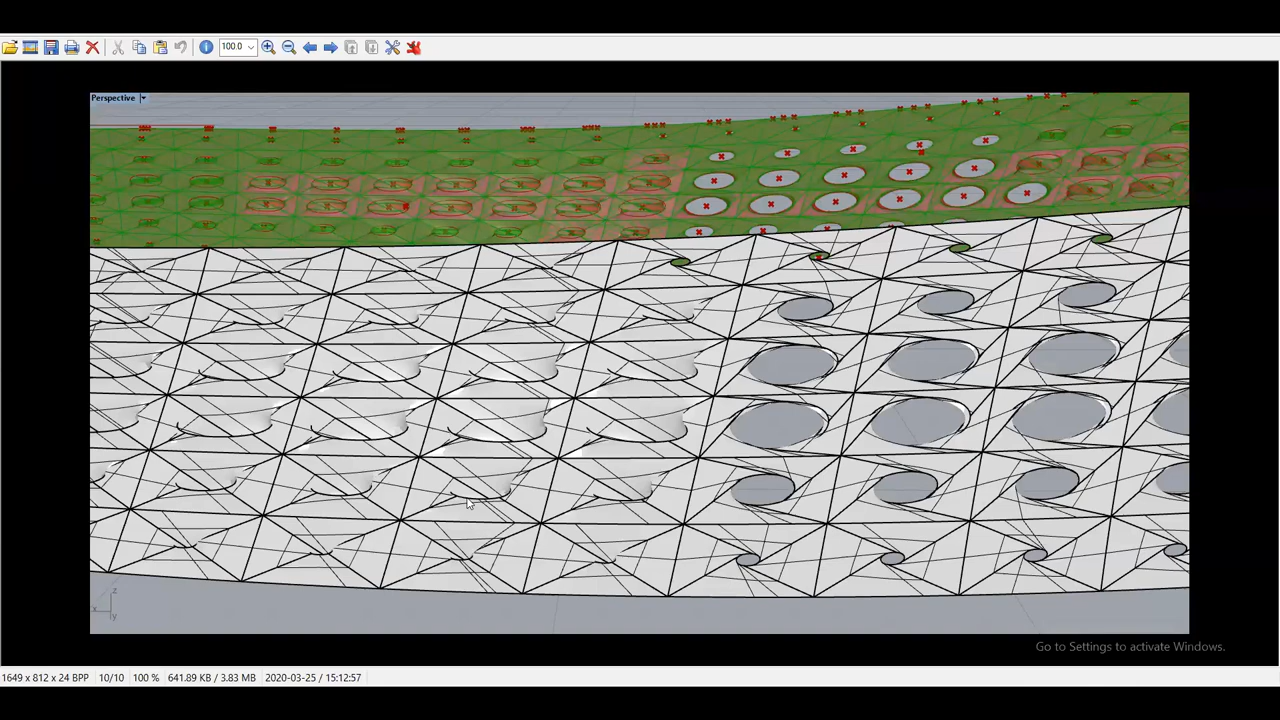 100.0
Perspective
z
x
y
Go to Settings to activate Windows.
1649 x 812 x 24 BPP 10/10 100 % 641.89 KB / 3.83 MB 2020-03-25 / 15:12:57